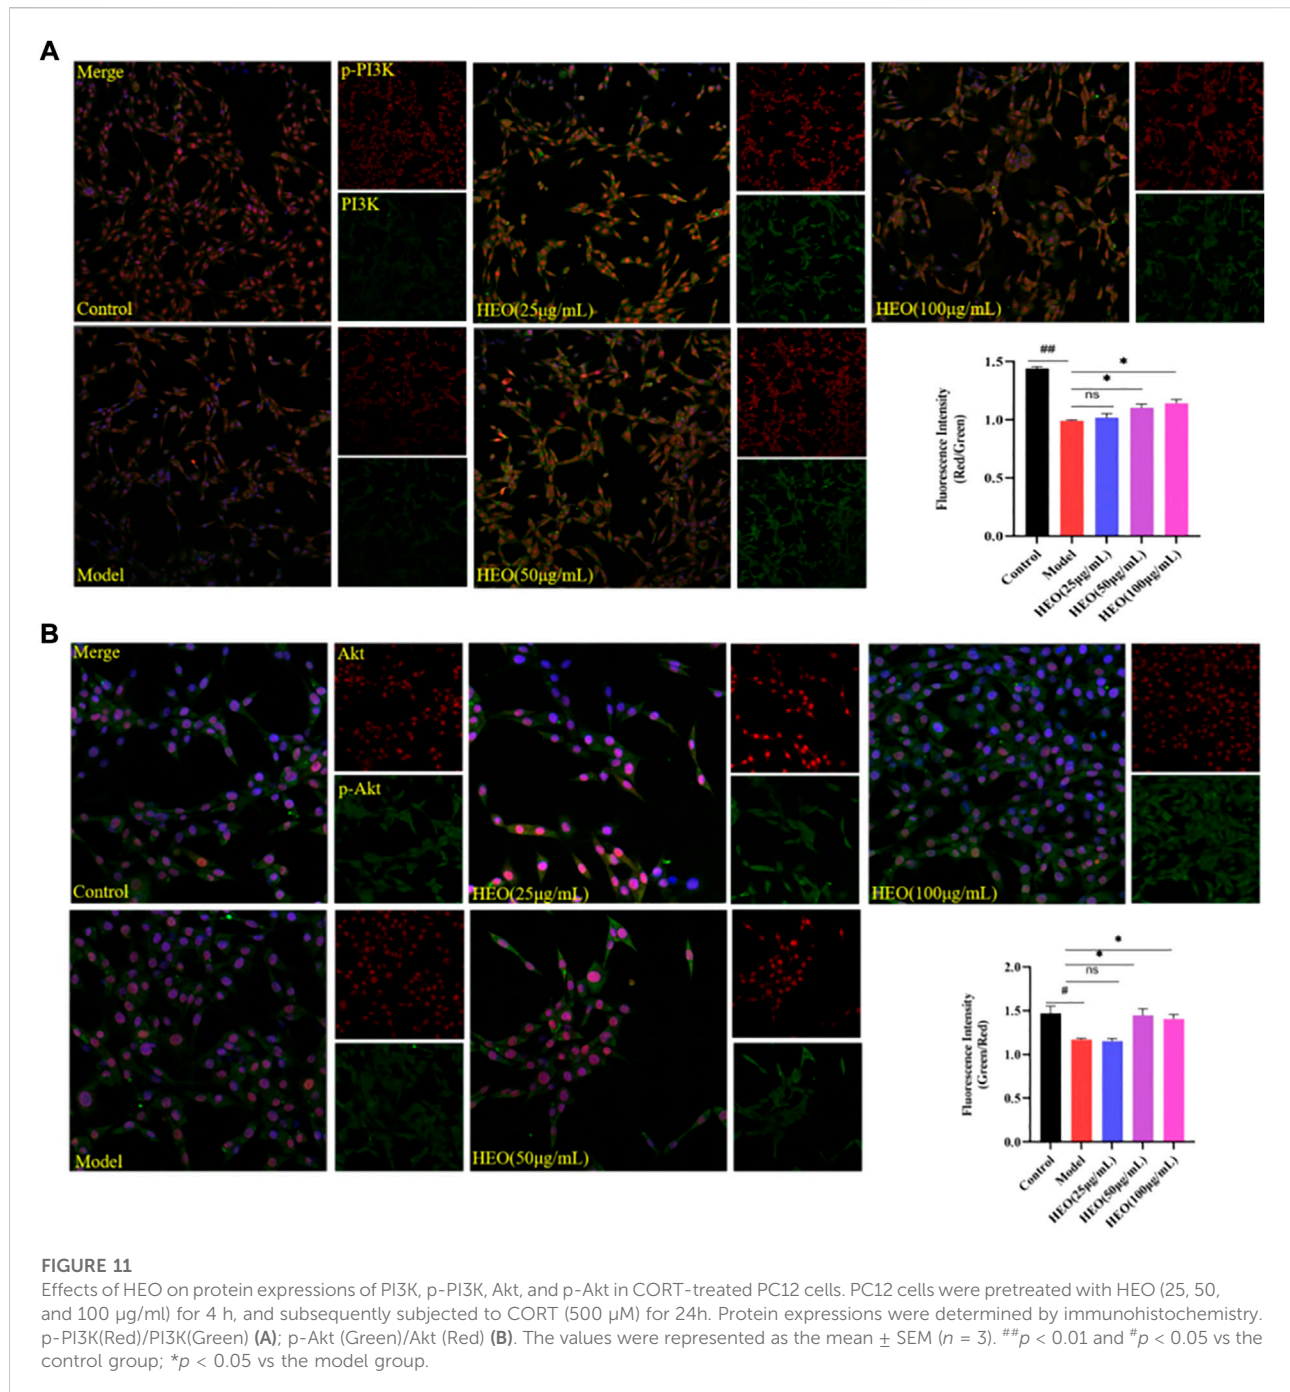 A
Merge
p-PI3K
PI3K
Control
HEO(25μg/mL)
HEO(100μg/mL)
Model
HEO(50μg/mL)
Fluorescence Intensity
(Red/Green)
1.5
1.0
0.5
0.0
##
*
*
ns
Control
Model
HEO(25μg/mL)
HEO(50μg/mL)
HEO(100μg/mL)
B
Merge
Akt
p-Akt
Control
HEO(25μg/mL)
HEO(100μg/mL)
Model
HEO(50μg/mL)
Fluorescence Intensity
(Green/Red)
2.0
1.5
1.0
0.5
0.0
#
*
*
ns
Control
Model
HEO(25μg/mL)
HEO(50μg/mL)
HEO(100μg/mL)
FIGURE 11
Effects of HEO on protein expressions of PI3K, p-PI3K, Akt, and p-Akt in CORT-treated PC12 cells. PC12 cells were pretreated with HEO (25, 50,
and 100 μg/ml) for 4 h, and subsequently subjected to CORT (500 μM) for 24h. Protein expressions were determined by immunohistochemistry.
p-PI3K(Red)/PI3K(Green) (A); p-Akt (Green)/Akt (Red) (B). The values were represented as the mean ± SEM (n = 3). ##p < 0.01 and #p < 0.05 vs the
control group; *p < 0.05 vs the model group.